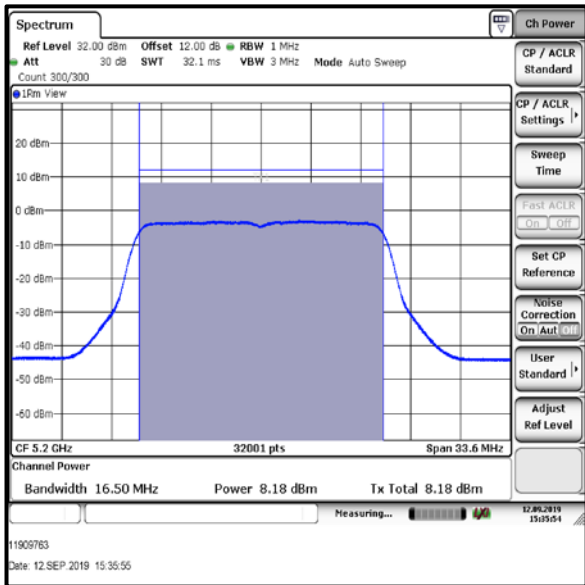 Spectrum
Ch Power
Ref Level 32.00 dBm Offset 12.00 dB RBW 1 MHz
Att 30 dB SWT 32.1 ms VBW 3 MHz Mode Auto Sweep
Count 300/300
1Rm View
20 dBm
10 dBm
0 dBm
-10 dBm
-20 dBm
-30 dBm
-40 dBm
-50 dBm
-60 dBm
CF 5.2 GHz 32001 pts Span 33.6 MHz
Channel Power
Bandwidth 16.50 MHz Power 8.18 dBm Tx Total 8.18 dBm
Measuring...
12.09.2019
15:35:54
CP / ACLR
Standard
CP / ACLR
Settings
Sweep
Time
Fast ACLR
On Off
Set CP
Reference
Noise
Correction
On Aut Off
User
Standard
Adjust
Ref Level
11909763
Date: 12.SEP.2019 15:35:55